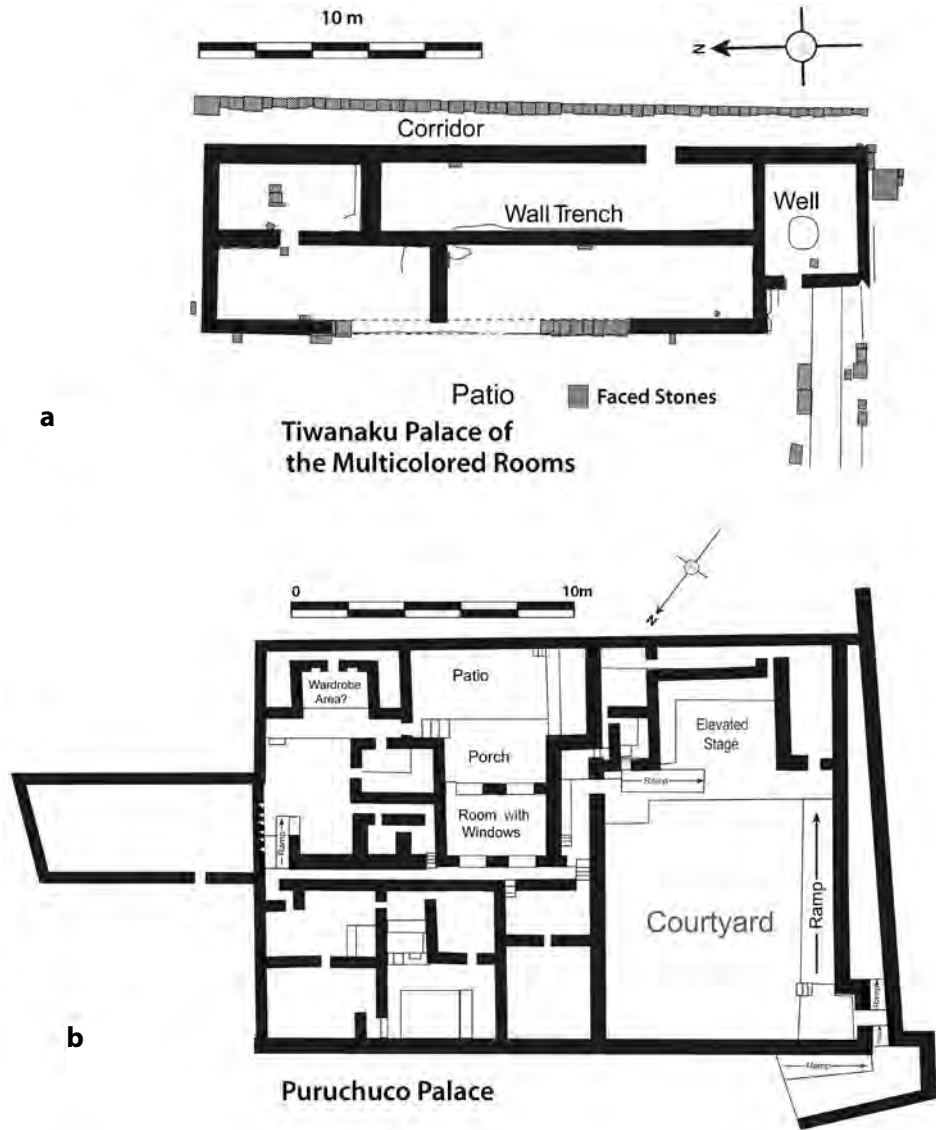 10 m
N
Corridor
Wall Trench
Well
Patio
Faced Stones
a
Tiwanaku Palace of
the Multicolored Rooms
0
10m
N
Wardrobe
Area?
Patio
Porch
Elevated
Stage
Ramp
Room with
Windows
Ramp
Ramp
Courtyard
Ramp
Ramp
b
Puruchuco Palace